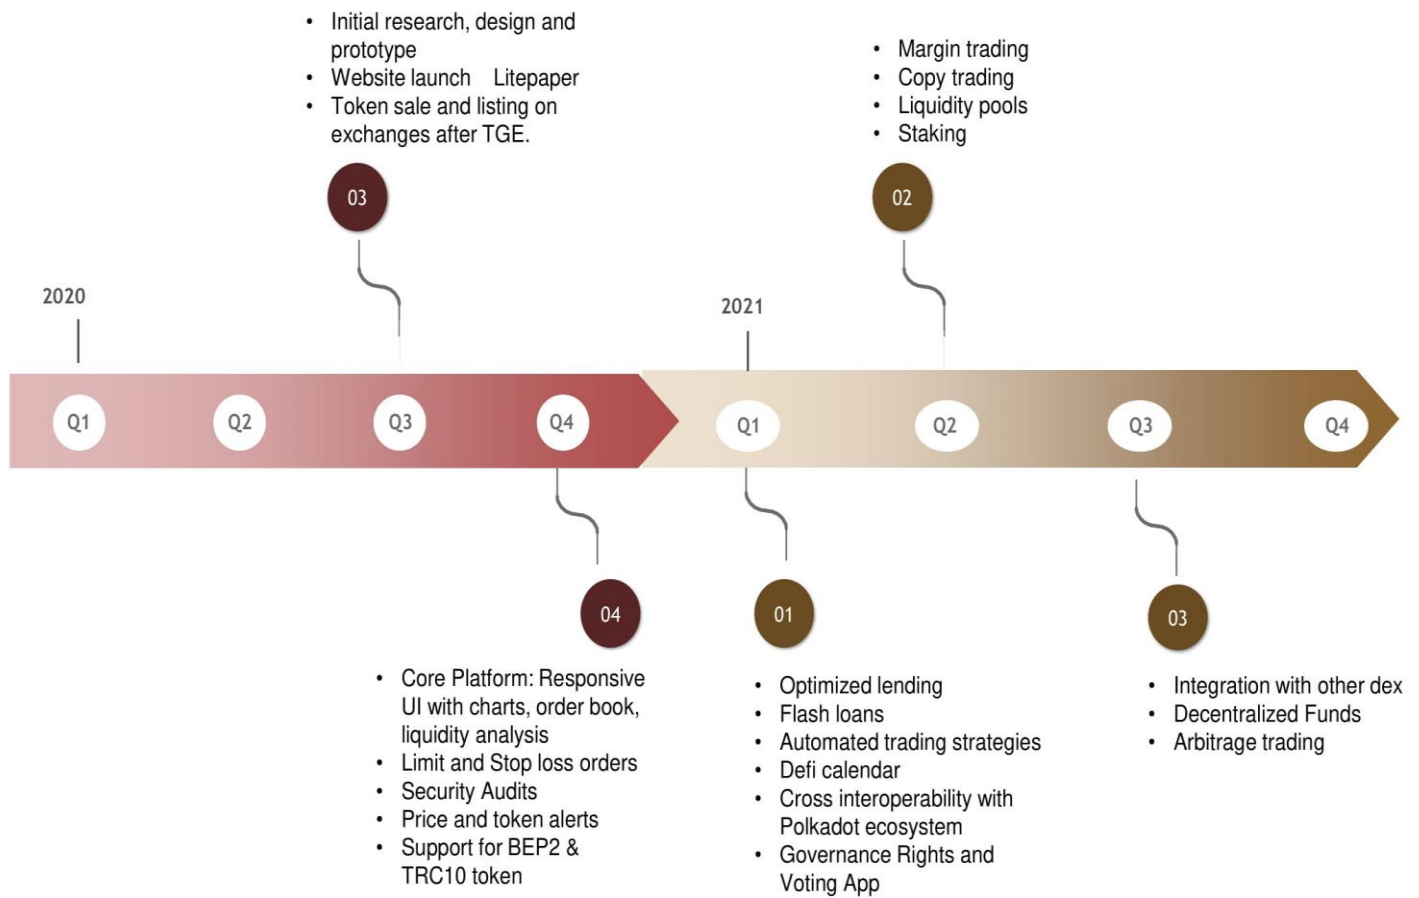 • Initial research, design and
prototype
• Website launch Litepaper
• Token sale and listing on
exchanges after TGE.
03
• Margin trading
• Copy trading
• Liquidity pools
• Staking
02
2020
2021
Q1
Q2
Q3
Q4
Q1
Q2
Q3
Q4
04
• Core Platform: Responsive
UI with charts, order book,
liquidity analysis
• Limit and Stop loss orders
• Security Audits
• Price and token alerts
• Support for BEP2 &
TRC10 token
01
• Optimized lending
• Flash loans
• Automated trading strategies
• Defi calendar
• Cross interoperability with
Polkadot ecosystem
• Governance Rights and
Voting App
03
• Integration with other dex
• Decentralized Funds
• Arbitrage trading